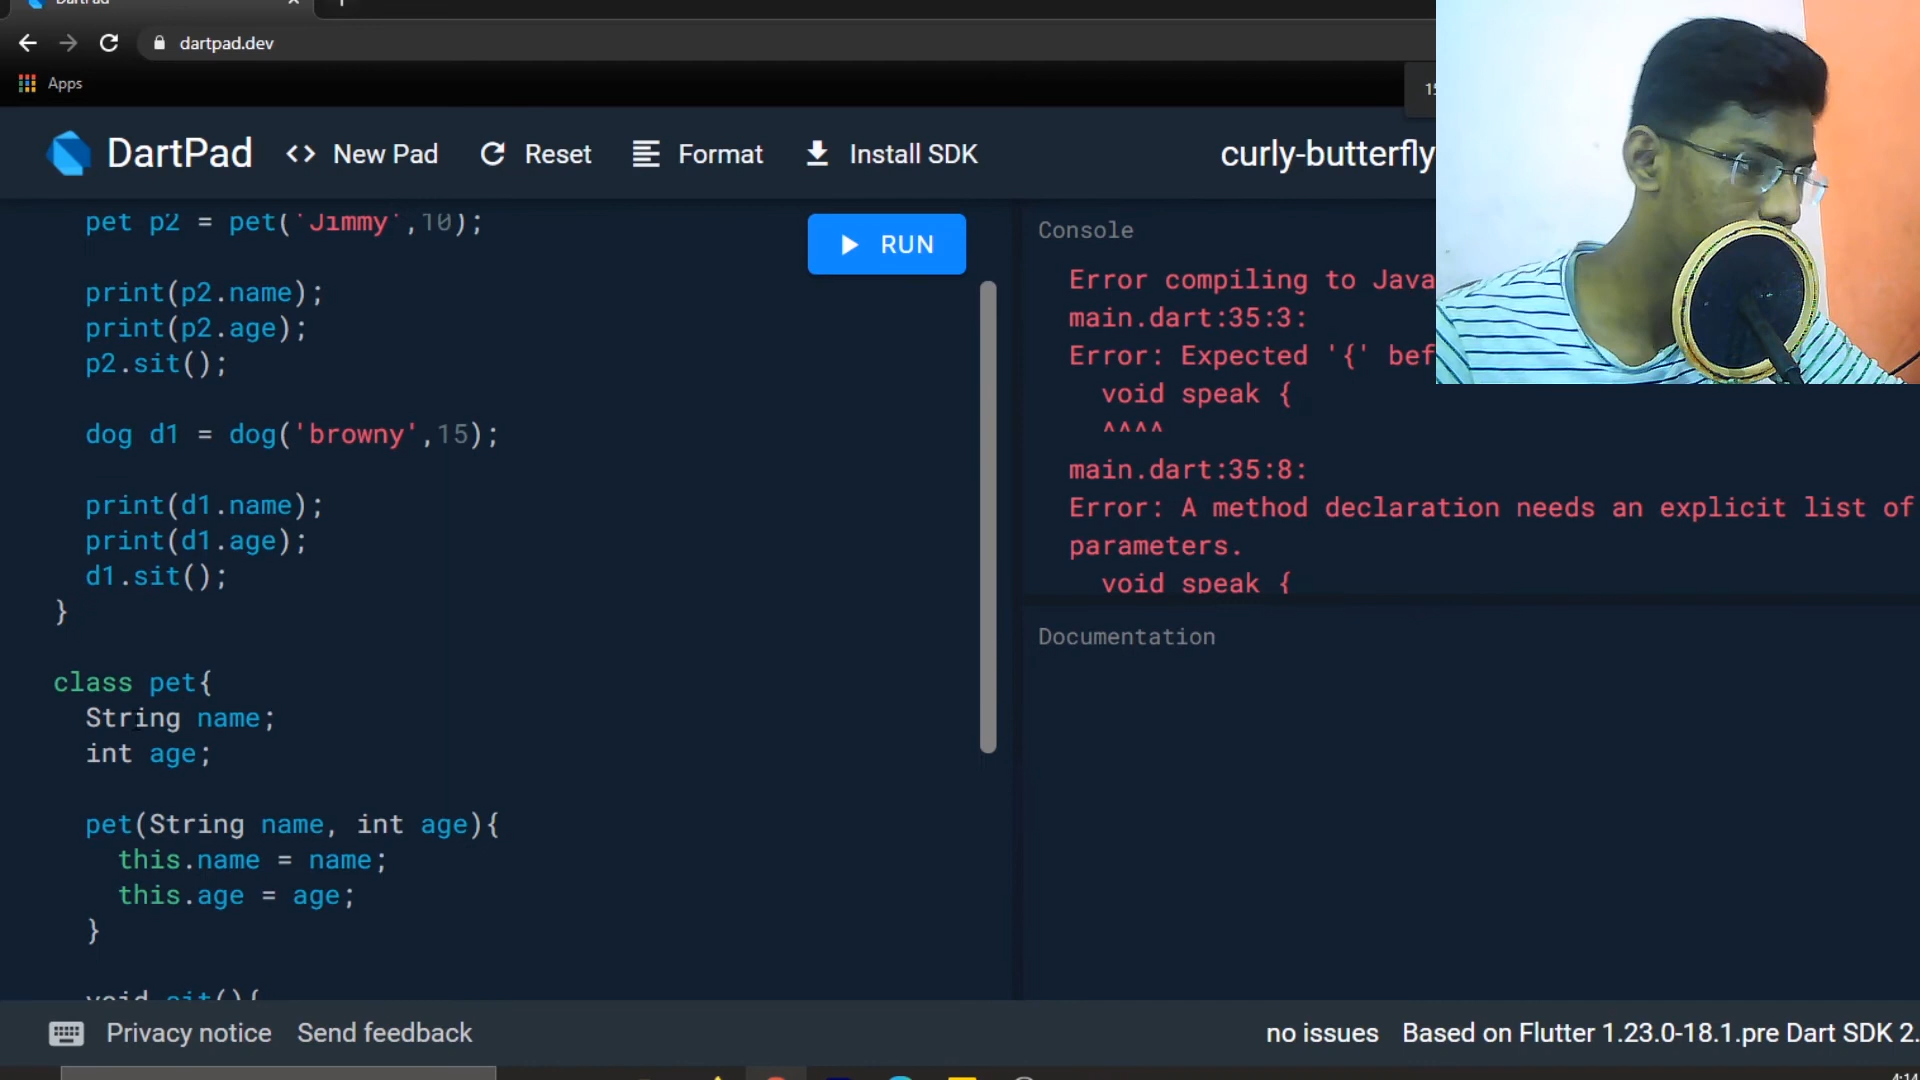 DartPad
dartpad.dev
Apps
DartPad
<> New Pad
Reset
Format
Install SDK
curly-butterfly
pet p2 = pet('Jimmy',10);
RUN
print(p2.name);
print(p2.age);
p2.sit();
dog d1 = dog('browny',15);
print(d1.name);
print(d1.age);
d1.sit();
}
class pet{
String name;
int age;
pet(String name, int age){
this.name = name;
this.age = age;
}
void sit(){
Console
Error compiling to Java
main.dart:35:3:
Error: Expected '{' bef
void speak {
^^^^
main.dart:35:8:
Error: A method declaration needs an explicit list of
parameters.
void speak {
Documentation
Privacy notice
Send feedback
no issues
Based on Flutter 1.23.0-18.1.pre Dart SDK 2.
4:14